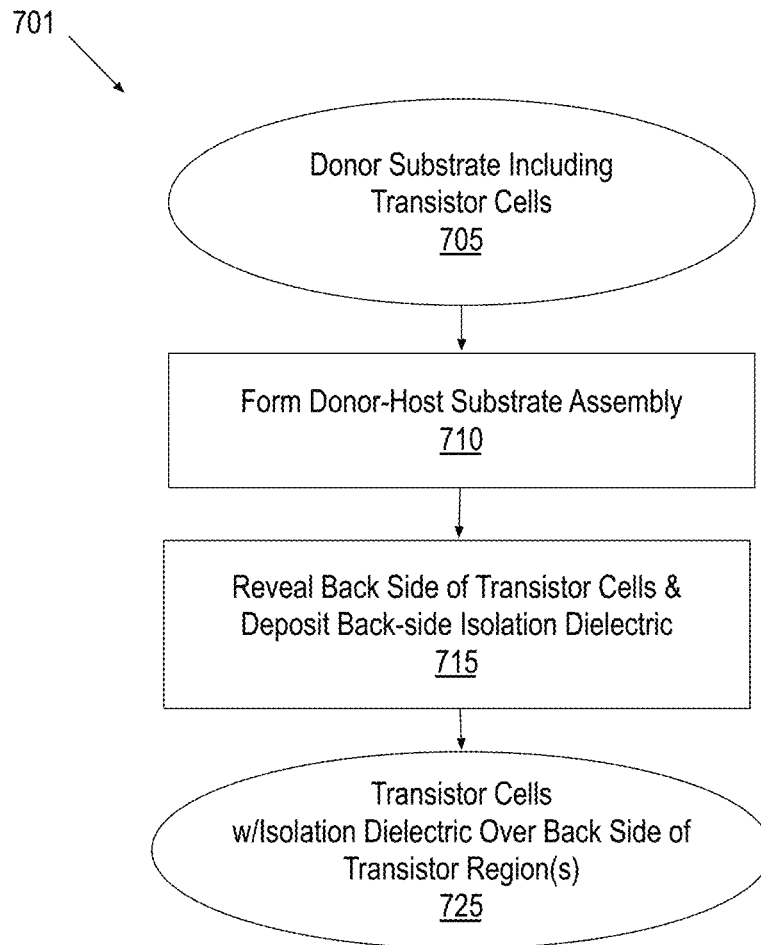 701
Donor Substrate Including
Transistor Cells
705
Form Donor-Host Substrate Assembly
710
Reveal Back Side of Transistor Cells &
Deposit Back-side Isolation Dielectric
715
Transistor Cells
w/Isolation Dielectric Over Back Side of
Transistor Region(s)
725